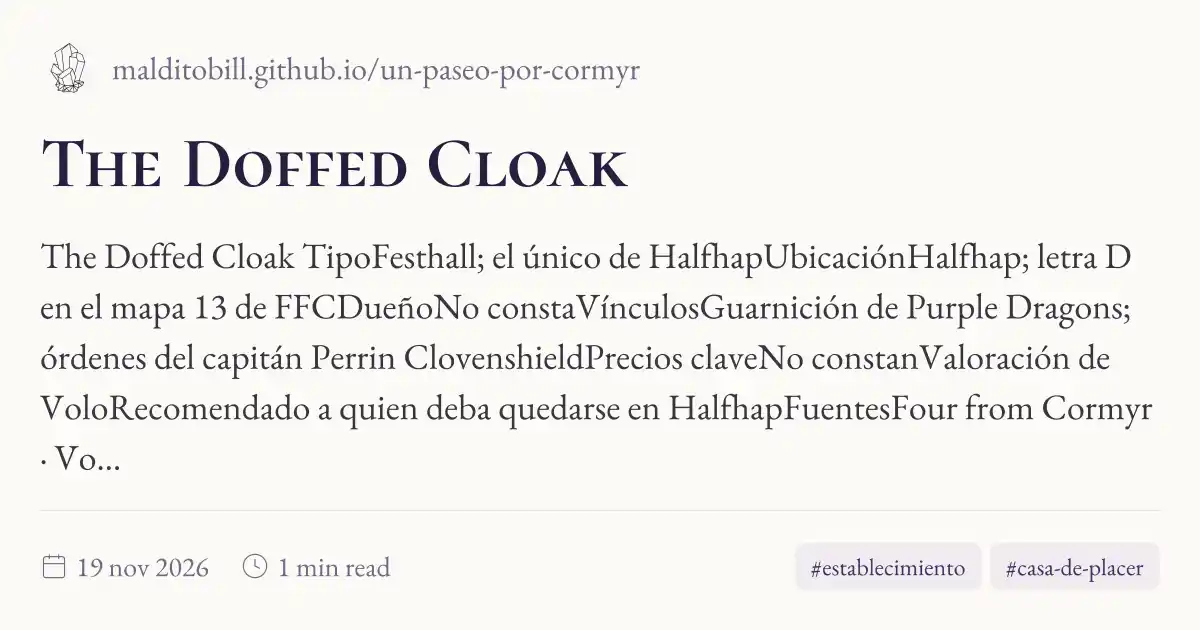 malditobill.github.io/un-paseo-por-cormyr
The Doffed Cloak
The Doffed Cloak TipoFesthall; el único de HalfhapUbicaciónHalfhap; letra D
en el mapa 13 de FFCDueñoNo constaVínculosGuarnición de Purple Dragons;
órdenes del capitán Perrin ClovenshieldPrecios claveNo constanValoración de
VoloRecomendado a quien deba quedarse en HalfhapFuentesFour from Cormyr
· Vo...
19 nov 2026
1 min read
#establecimiento
#casa-de-placer